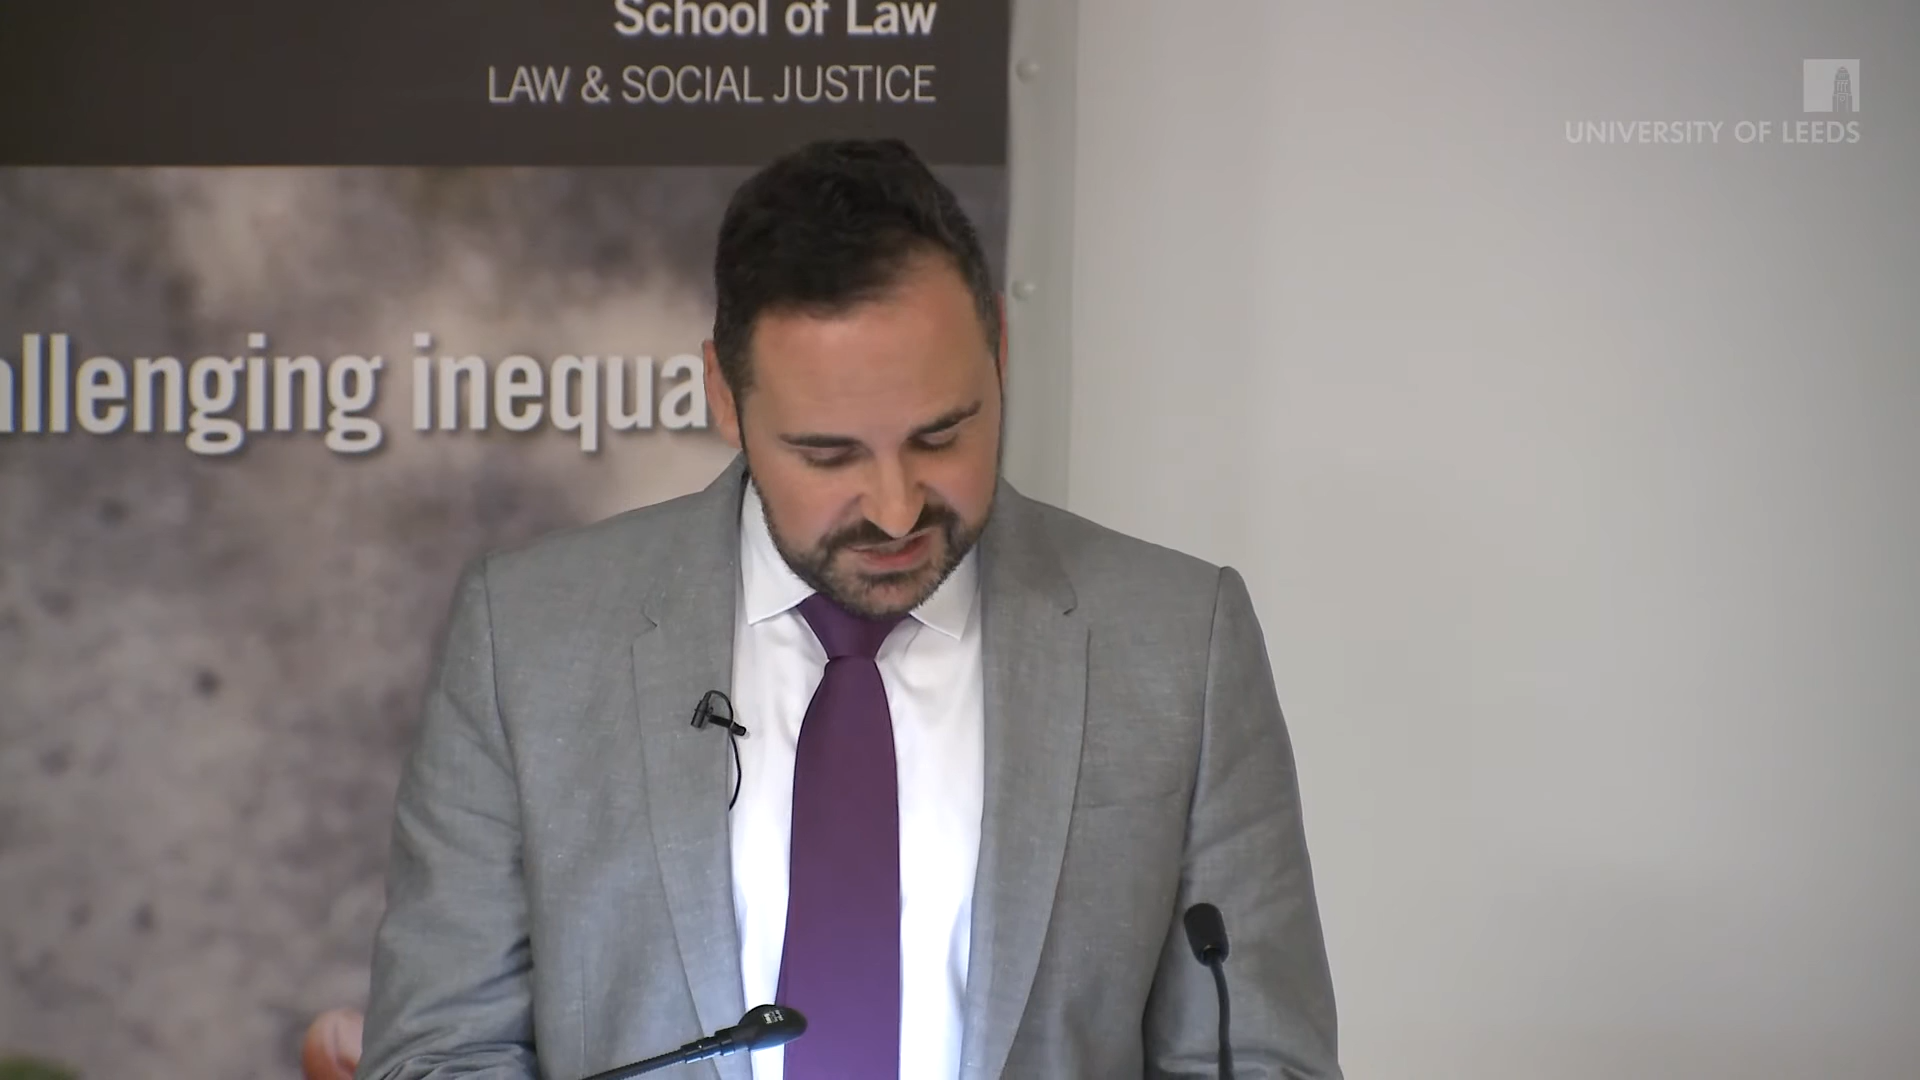 School of Law
LAW & SOCIAL JUSTICE
allenging inequa
UNIVERSITY OF LEEDS